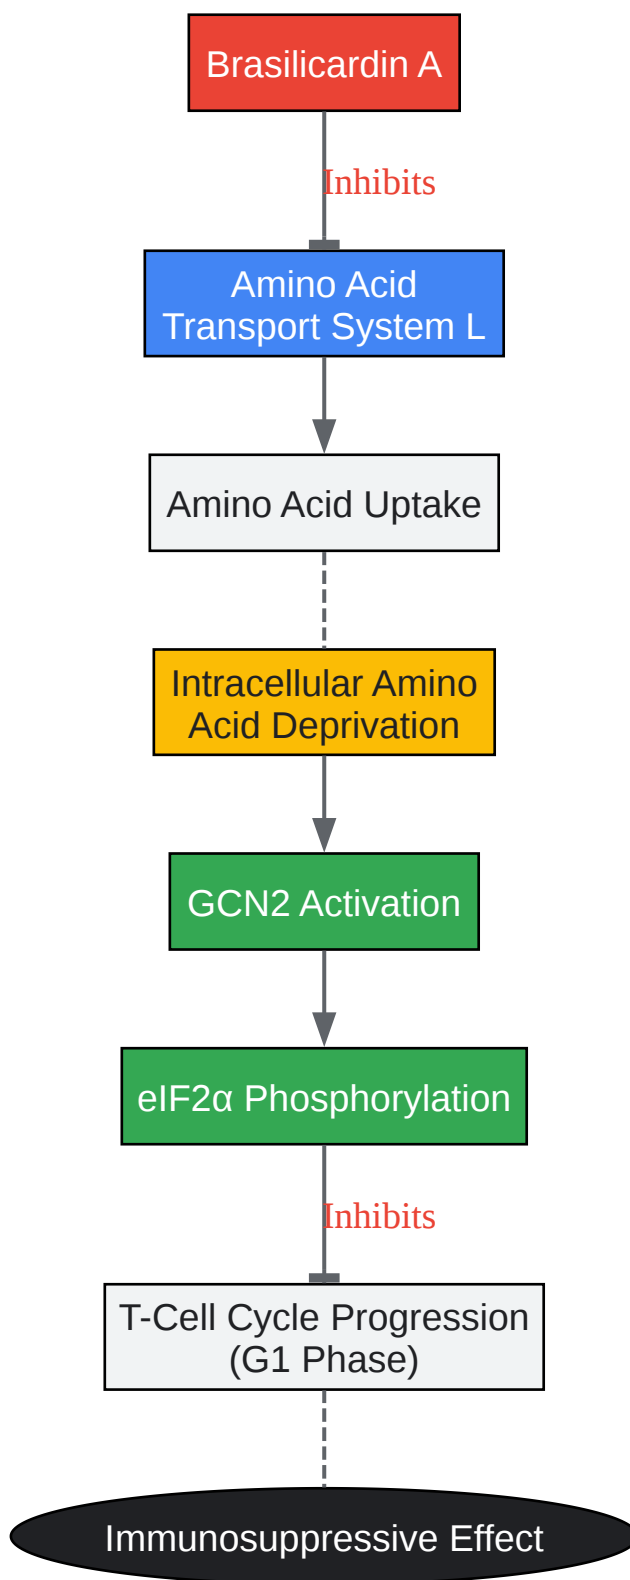 Brasilicardin A
Inhibits
Amino Acid
Transport System L
Amino Acid Uptake
Intracellular Amino
Acid Deprivation
GCN2 Activation
eIF2α Phosphorylation
Inhibits
T-Cell Cycle Progression
(G1 Phase)
Immunosuppressive Effect